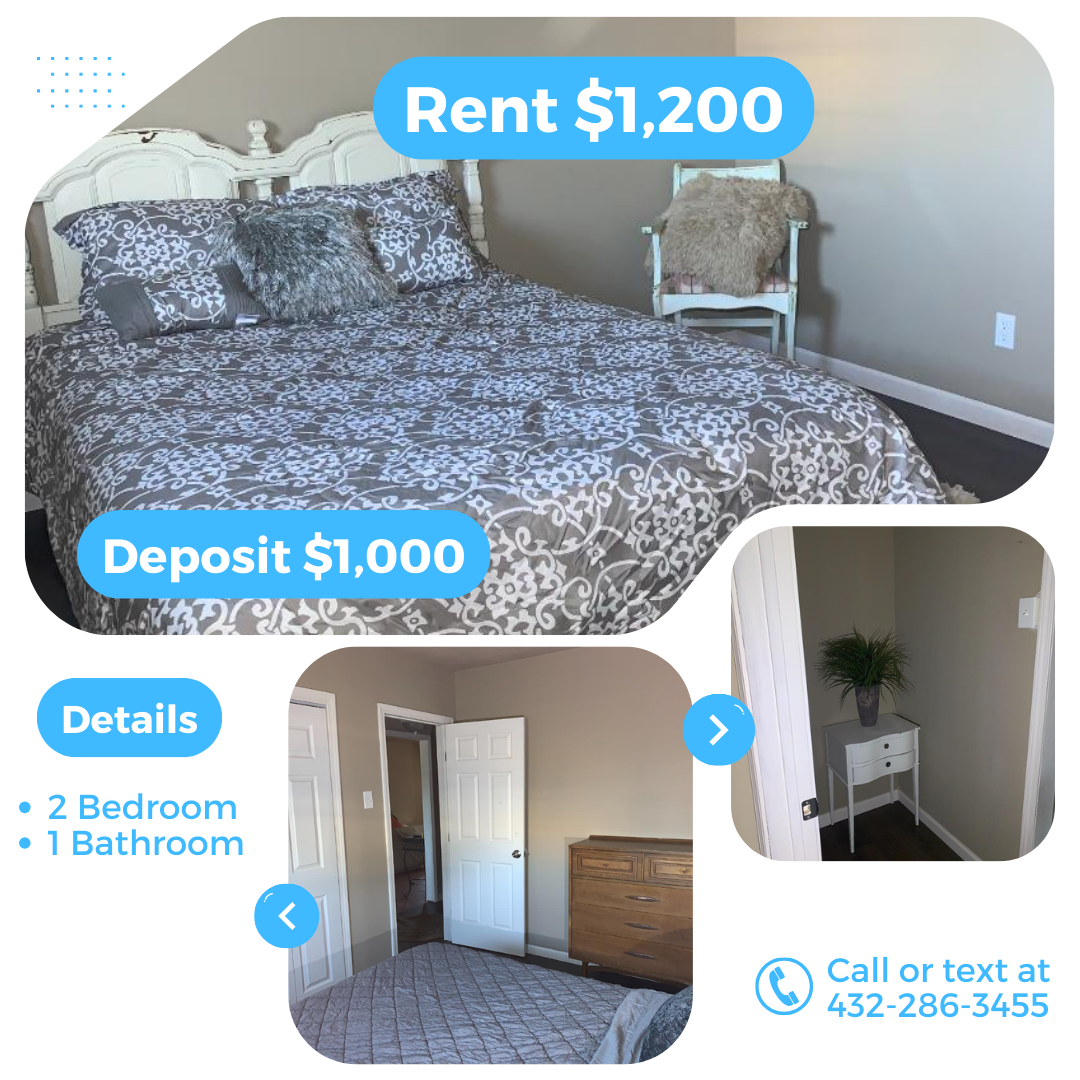 Rent $1,200
Deposit $1,000
Details
• 2 Bedroom
• 1 Bathroom
Call or text at
432-286-3455